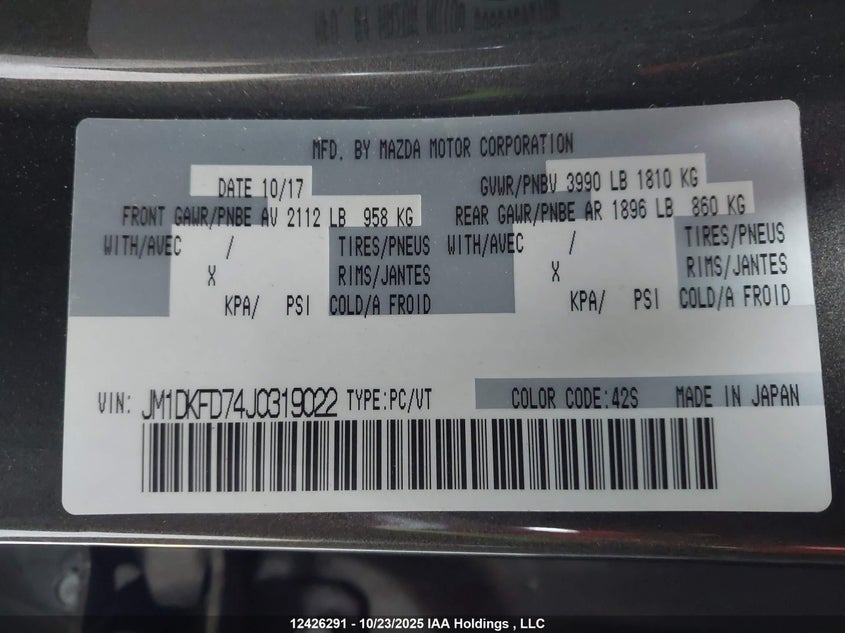 MFD. BY MAZDA MOTOR CORPORATION
DATE 10/17 GVWR/PNBV 3990 LB 1810 KG
FRONT GAWR/PNBE AV 2112 LB 958 KG REAR GAWR/PNBE AR 1896 LB 860 KG
WITH/AVEC / TIRES/PNEUS WITH/AVEC / TIRES/PNEUS
X RIMS/JANTES X RIMS/JANTES
KPA/ PSI COLD/A FROID KPA/ PSI COLD/A FROID
VIN: JM1DKFD74J0319022 TYPE:PC/VT COLOR CODE:42S MADE IN JAPAN
12426291 - 10/23/2025 IAA Holdings , LLC